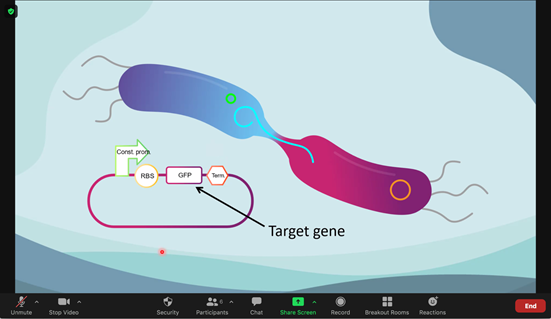 Const. prom.
RBS
GFP
Term.
Target gene
Unmute
Stop Video
Security
Participants
6
Chat
Share Screen
Record
Breakout Rooms
Reactions
End